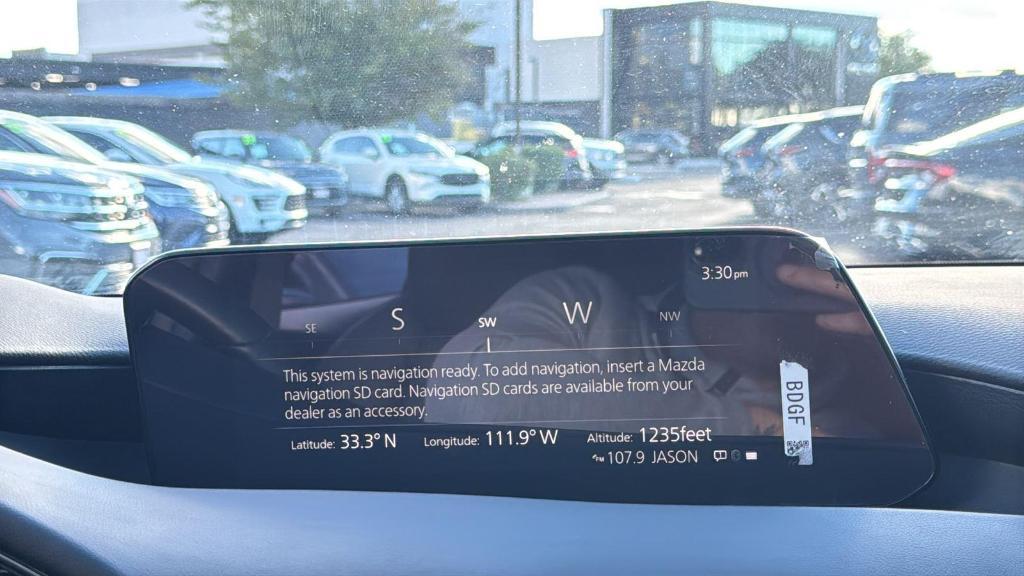 3:30pm
SE S SW W NW
This system is navigation ready. To add navigation, insert a Mazda
navigation SD card. Navigation SD cards are available from your
dealer as an accessory.
Latitude: 33.3° N Longitude: 111.9° W Altitude: 1235feet
FM 107.9 JASON
BDGF